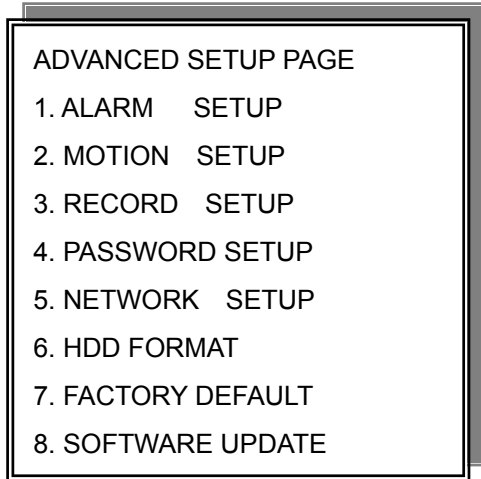 ADVANCED SETUP PAGE
1. ALARM SETUP
2. MOTION SETUP
3. RECORD SETUP
4. PASSWORD SETUP
5. NETWORK SETUP
6. HDD FORMAT
7. FACTORY DEFAULT
8. SOFTWARE UPDATE